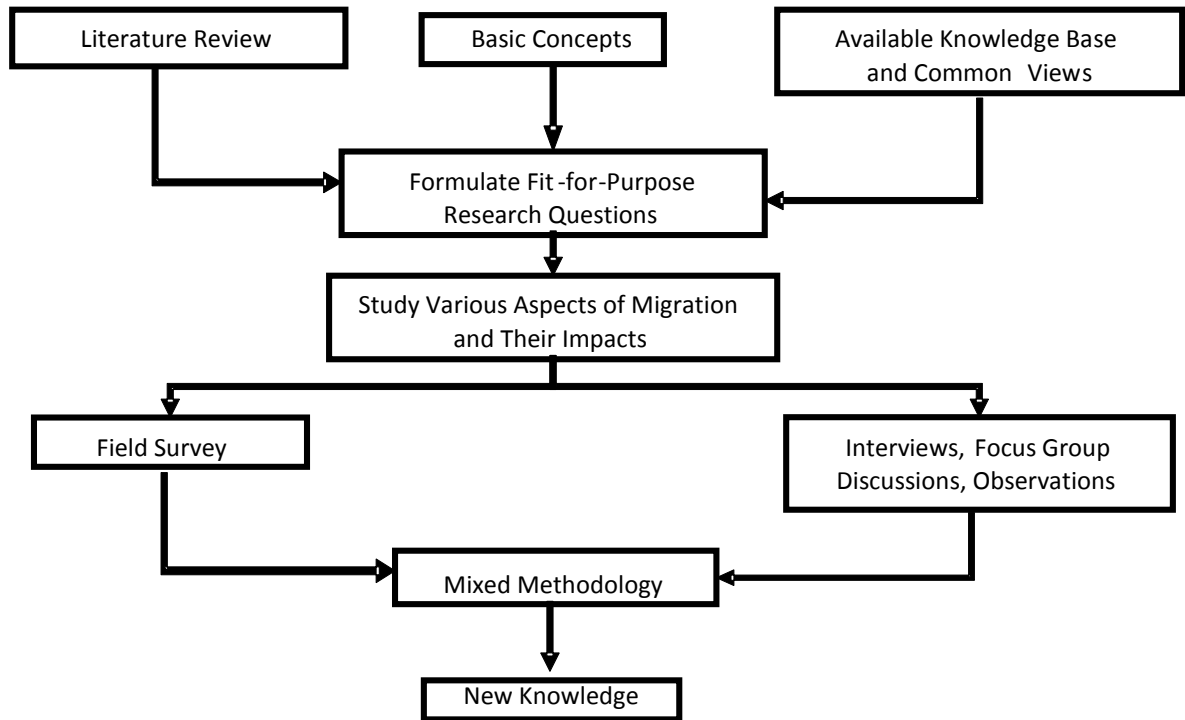 Literature Review
Basic Concepts
Available Knowledge Base
and Common Views
Formulate Fit-for-Purpose
Research Questions
Study Various Aspects of Migration
and Their Impacts
Field Survey
Interviews, Focus Group
Discussions, Observations
Mixed Methodology
New Knowledge